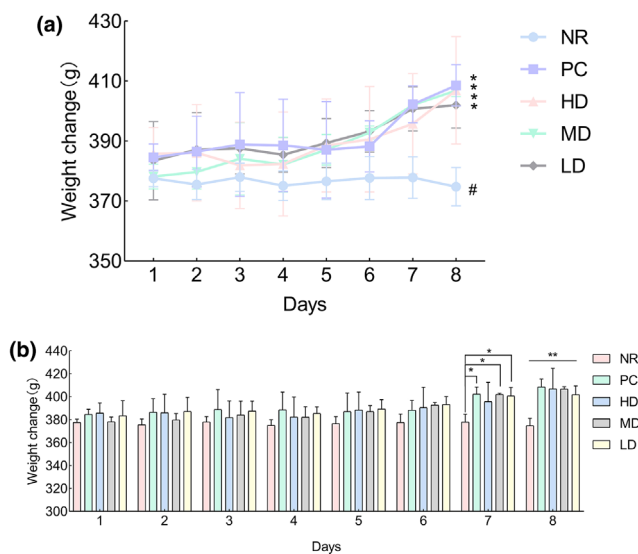 (a)
Weight change(g)
430
410
390
370
350
*
*
*
*
#
1 2 3 4 5 6 7 8
Days
NR
PC
HD
MD
LD
(b)
Weight change(g)
440
420
400
380
360
340
320
300
*
*
*
**
1 2 3 4 5 6 7 8
Days
NR
PC
HD
MD
LD